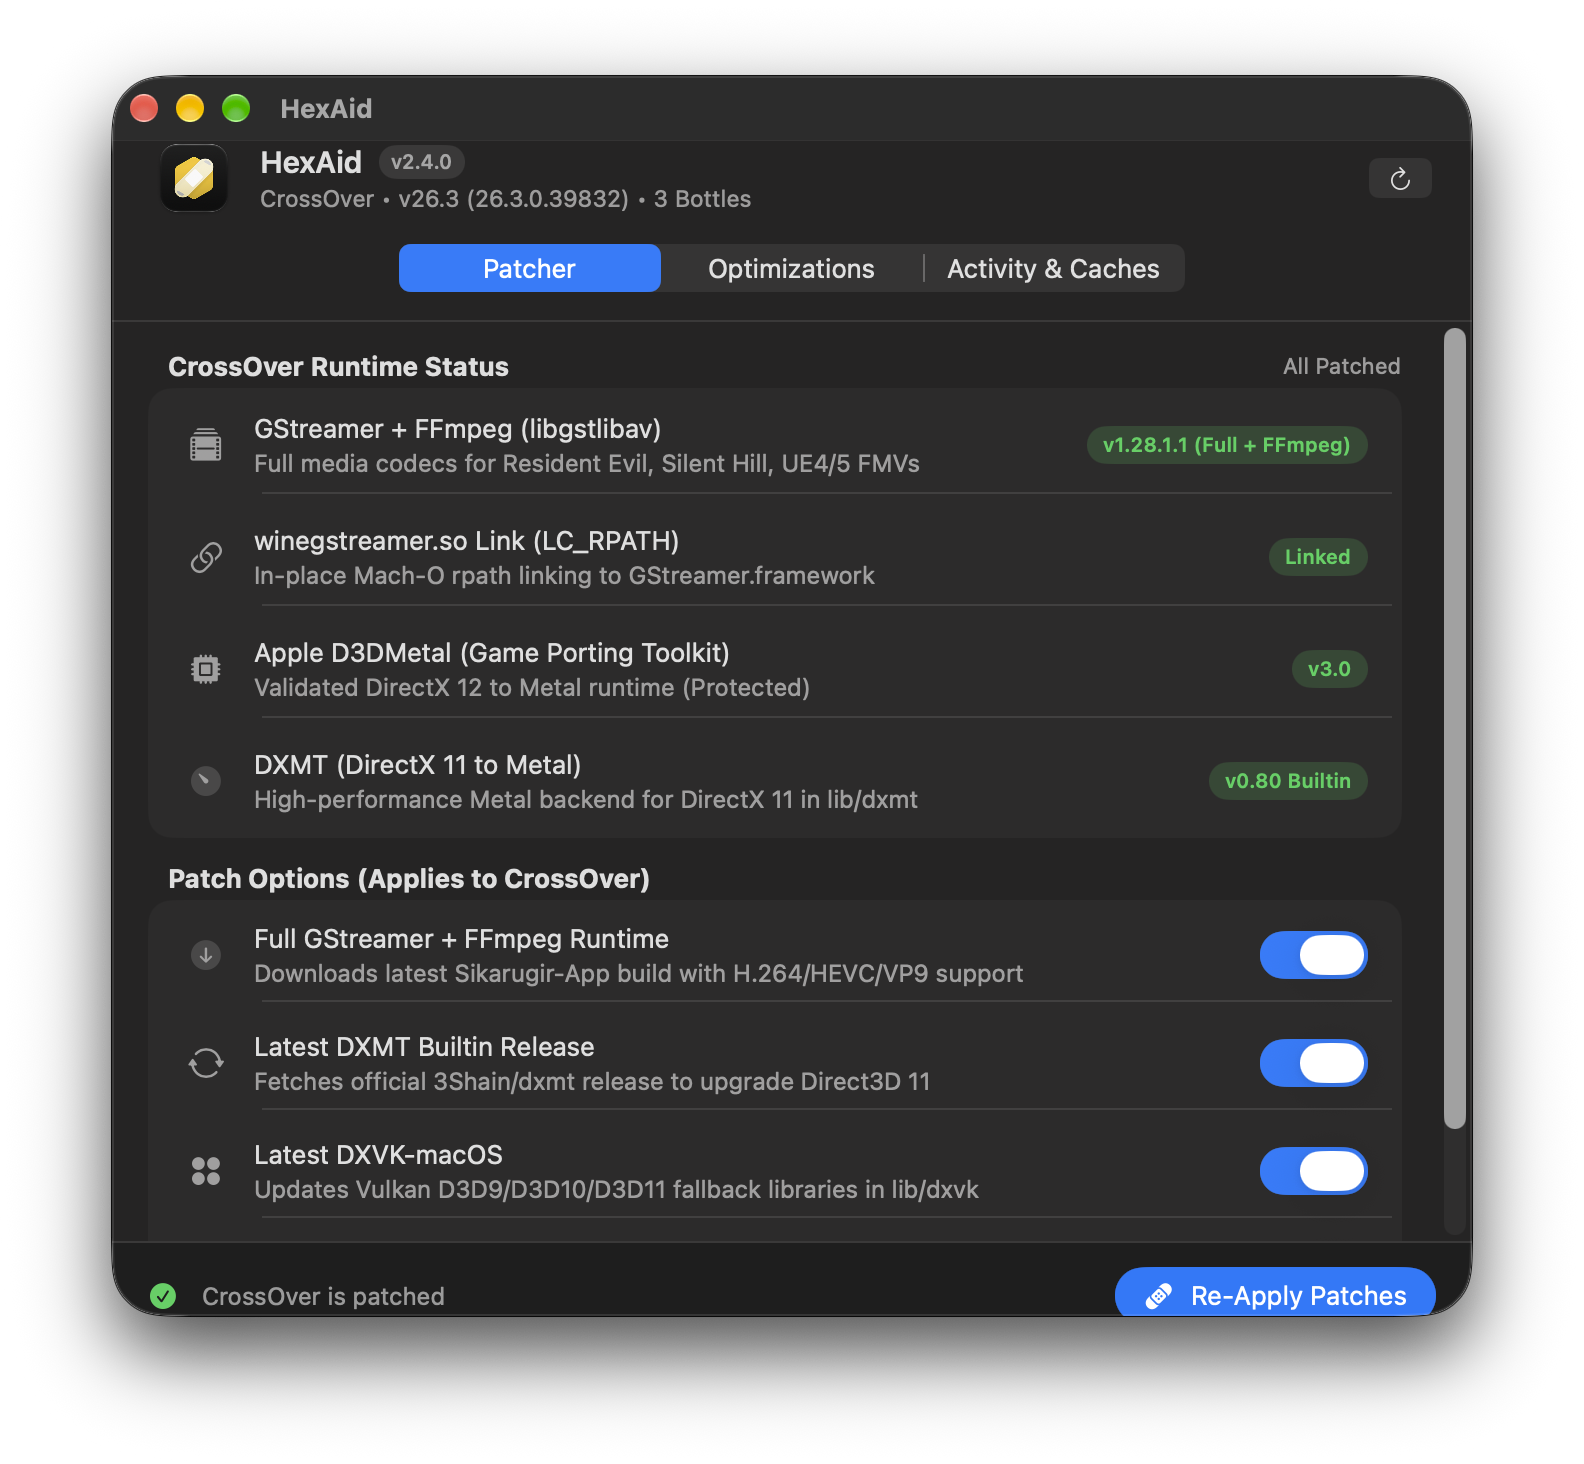 HexAid
HexAid v2.4.0
CrossOver • v26.3 (26.3.0.39832) • 3 Bottles
Patcher
Optimizations
Activity & Caches
CrossOver Runtime Status
All Patched
GStreamer + FFmpeg (libgstlibav)
Full media codecs for Resident Evil, Silent Hill, UE4/5 FMVs
v1.28.1.1 (Full + FFmpeg)
winegstreamer.so Link (LC_RPATH)
In-place Mach-O rpath linking to GStreamer.framework
Linked
Apple D3DMetal (Game Porting Toolkit)
Validated DirectX 12 to Metal runtime (Protected)
v3.0
DXMT (DirectX 11 to Metal)
High-performance Metal backend for DirectX 11 in lib/dxmt
v0.80 Builtin
Patch Options (Applies to CrossOver)
Full GStreamer + FFmpeg Runtime
Downloads latest Sikarugir-App build with H.264/HEVC/VP9 support
Latest DXMT Builtin Release
Fetches official 3Shain/dxmt release to upgrade Direct3D 11
Latest DXVK-macOS
Updates Vulkan D3D9/D3D10/D3D11 fallback libraries in lib/dxvk
CrossOver is patched
Re-Apply Patches